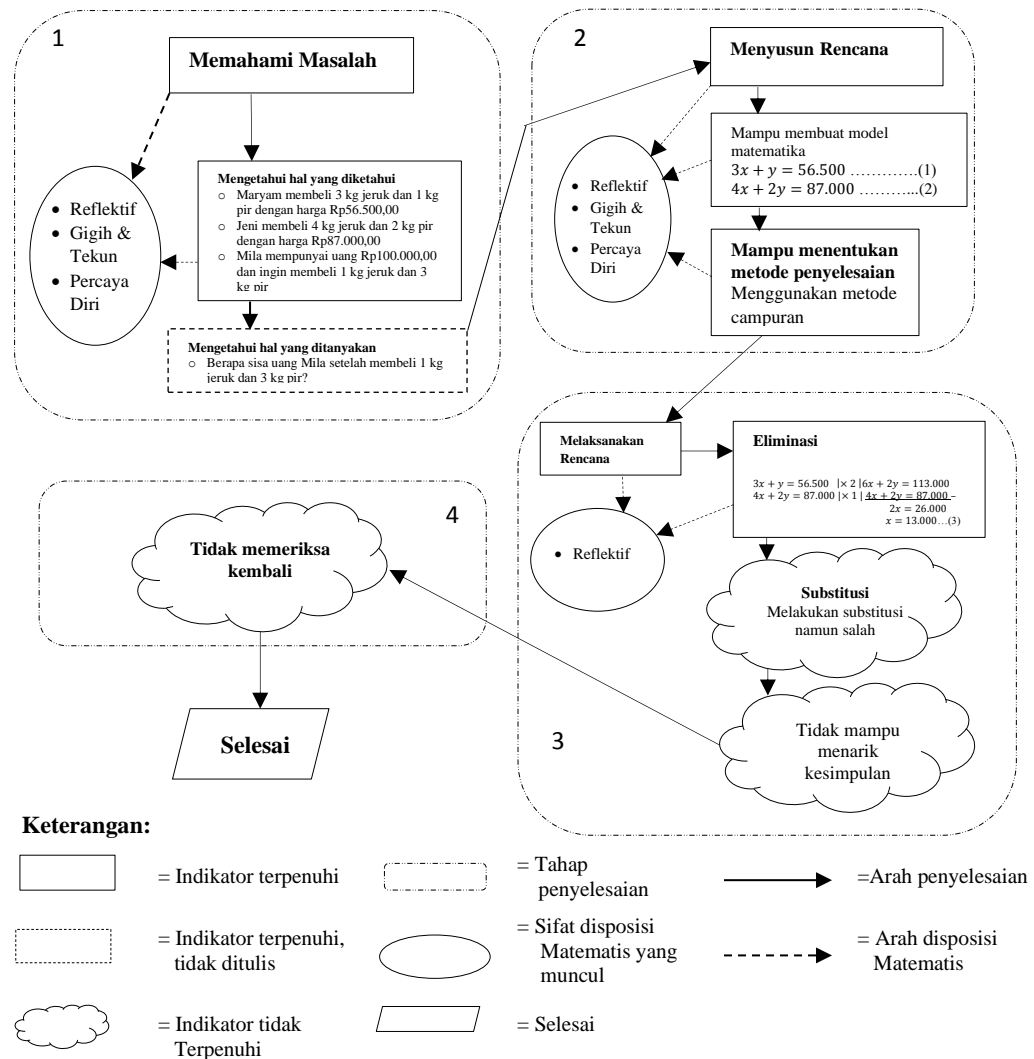 1
Memahami Masalah
• Reflektif
• Gigih &
Tekun
• Percaya
Diri
Mengetahui hal yang diketahui
o Maryam membeli 3 kg jeruk dan 1 kg
pir dengan harga Rp56.500,00
o Jeni membeli 4 kg jeruk dan 2 kg pir
dengan harga Rp87.000,00
o Mila mempunyai uang Rp100.000,00
dan ingin membeli 1 kg jeruk dan 3
kg pir
Mengetahui hal yang ditanyakan
o Berapa sisa uang Mila setelah membeli 1 kg
jeruk dan 3 kg pir?
2
Menyusun Rencana
• Reflektif
• Gigih &
Tekun
• Percaya
Diri
Mampu membuat model
matematika
3x + y = 56.500 ………….(1)
4x + 2y = 87.000 ………...(2)
Mampu menentukan
metode penyelesaian
Menggunakan metode
campuran
3
Melaksanakan
Rencana
• Reflektif
Eliminasi
3x + y = 56.500 |× 2 |6x + 2y = 113.000
4x + 2y = 87.000 |× 1 | 4x + 2y = 87.000 −
2x = 26.000
x = 13.000…(3)
Substitusi
Melakukan substitusi
namun salah
Tidak mampu
menarik
kesimpulan
4
Tidak memeriksa
kembali
Selesai
Keterangan:
= Indikator terpenuhi
= Tahap
penyelesaian
=Arah penyelesaian
= Indikator terpenuhi,
tidak ditulis
= Sifat disposisi
Matematis yang
muncul
= Arah disposisi
Matematis
= Indikator tidak
Terpenuhi
= Selesai